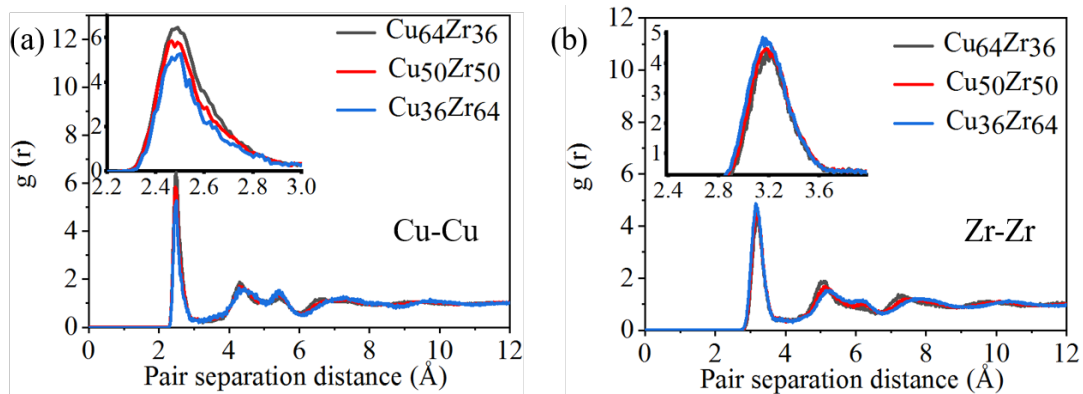 (a)
g (r)
12
10
8
6
4
2
0
0 2 4 6 8 10 12
Pair separation distance (Å)
6
4
2
0
2.2 2.4 2.6 2.8 3.0
Cu64Zr36
Cu50Zr50
Cu36Zr64
Cu-Cu
(b)
g (r)
12
10
8
6
4
2
0
0 2 4 6 8 10 12
Pair separation distance (Å)
5
4
3
2
1
2.4 2.8 3.2 3.6
Cu64Zr36
Cu50Zr50
Cu36Zr64
Zr-Zr